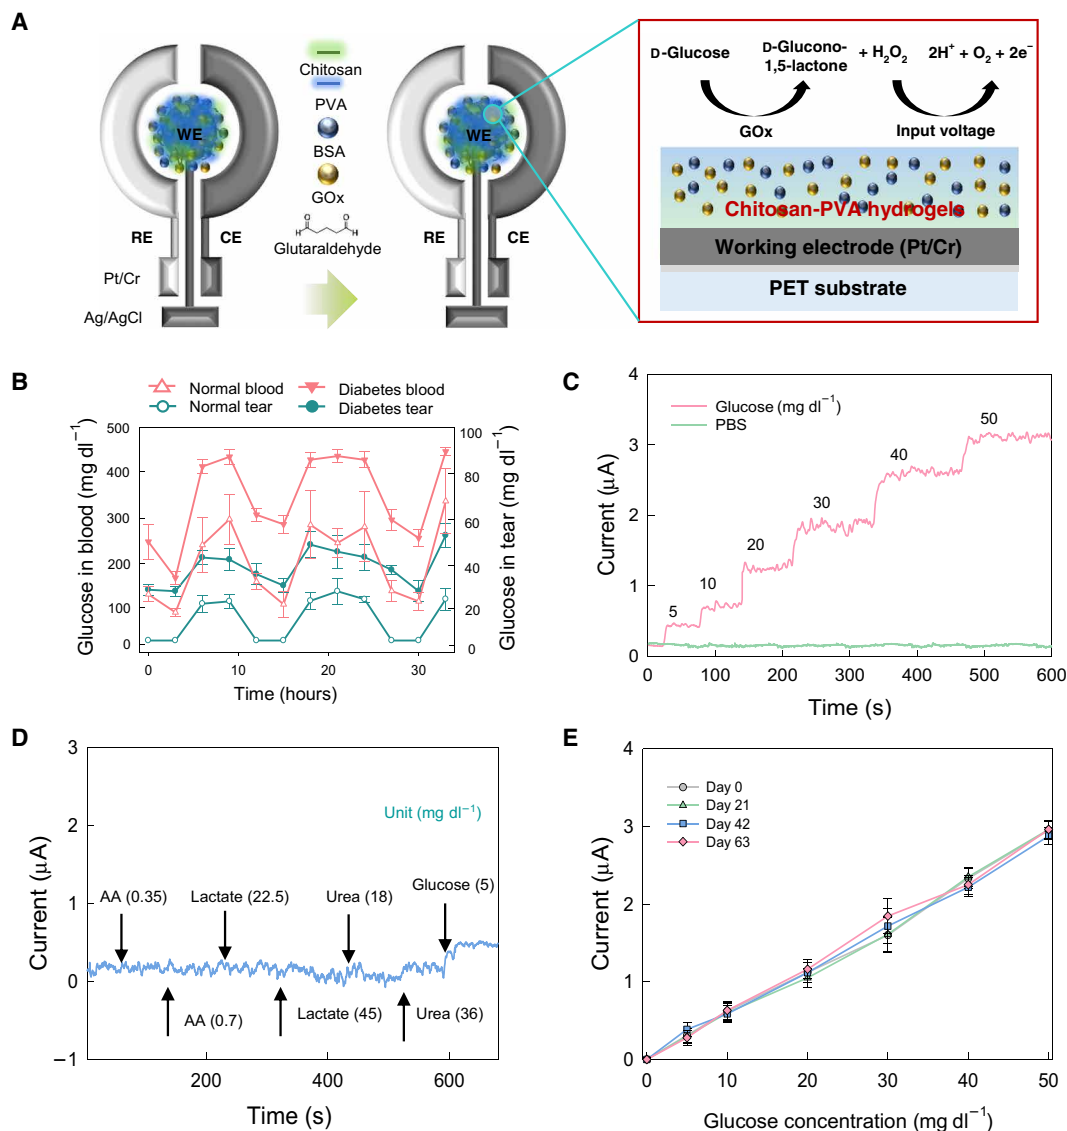 A
Chitosan
PVA
BSA
GOx
Glutaraldehyde
H
O
O
H
WE
RE
CE
Pt/Cr
Ag/AgCl
WE
RE
CE
D-Glucose
D-Glucono-
1,5-lactone
+ H₂O₂
2H⁺ + O₂ + 2e⁻
GOx
Input voltage
Chitosan-PVA hydrogels
Working electrode (Pt/Cr)
PET substrate
B
Normal blood
Diabetes blood
Normal tear
Diabetes tear
Glucose in blood (mg dl⁻¹)
500
400
300
200
100
0
Glucose in tear (mg dl⁻¹)
100
80
60
40
20
0
0
10
20
30
Time (hours)
C
Glucose (mg dl⁻¹)
PBS
Current (μA)
4
3
2
1
0
5
10
20
30
40
50
0
100
200
300
400
500
600
Time (s)
D
Unit (mg dl⁻¹)
Current (μA)
3
2
1
0
−1
AA (0.35)
Lactate (22.5)
Urea (18)
Glucose (5)
AA (0.7)
Lactate (45)
Urea (36)
200
400
600
Time (s)
E
Day 0
Day 21
Day 42
Day 63
Current (μA)
4
3
2
1
0
0
10
20
30
40
50
Glucose concentration (mg dl⁻¹)